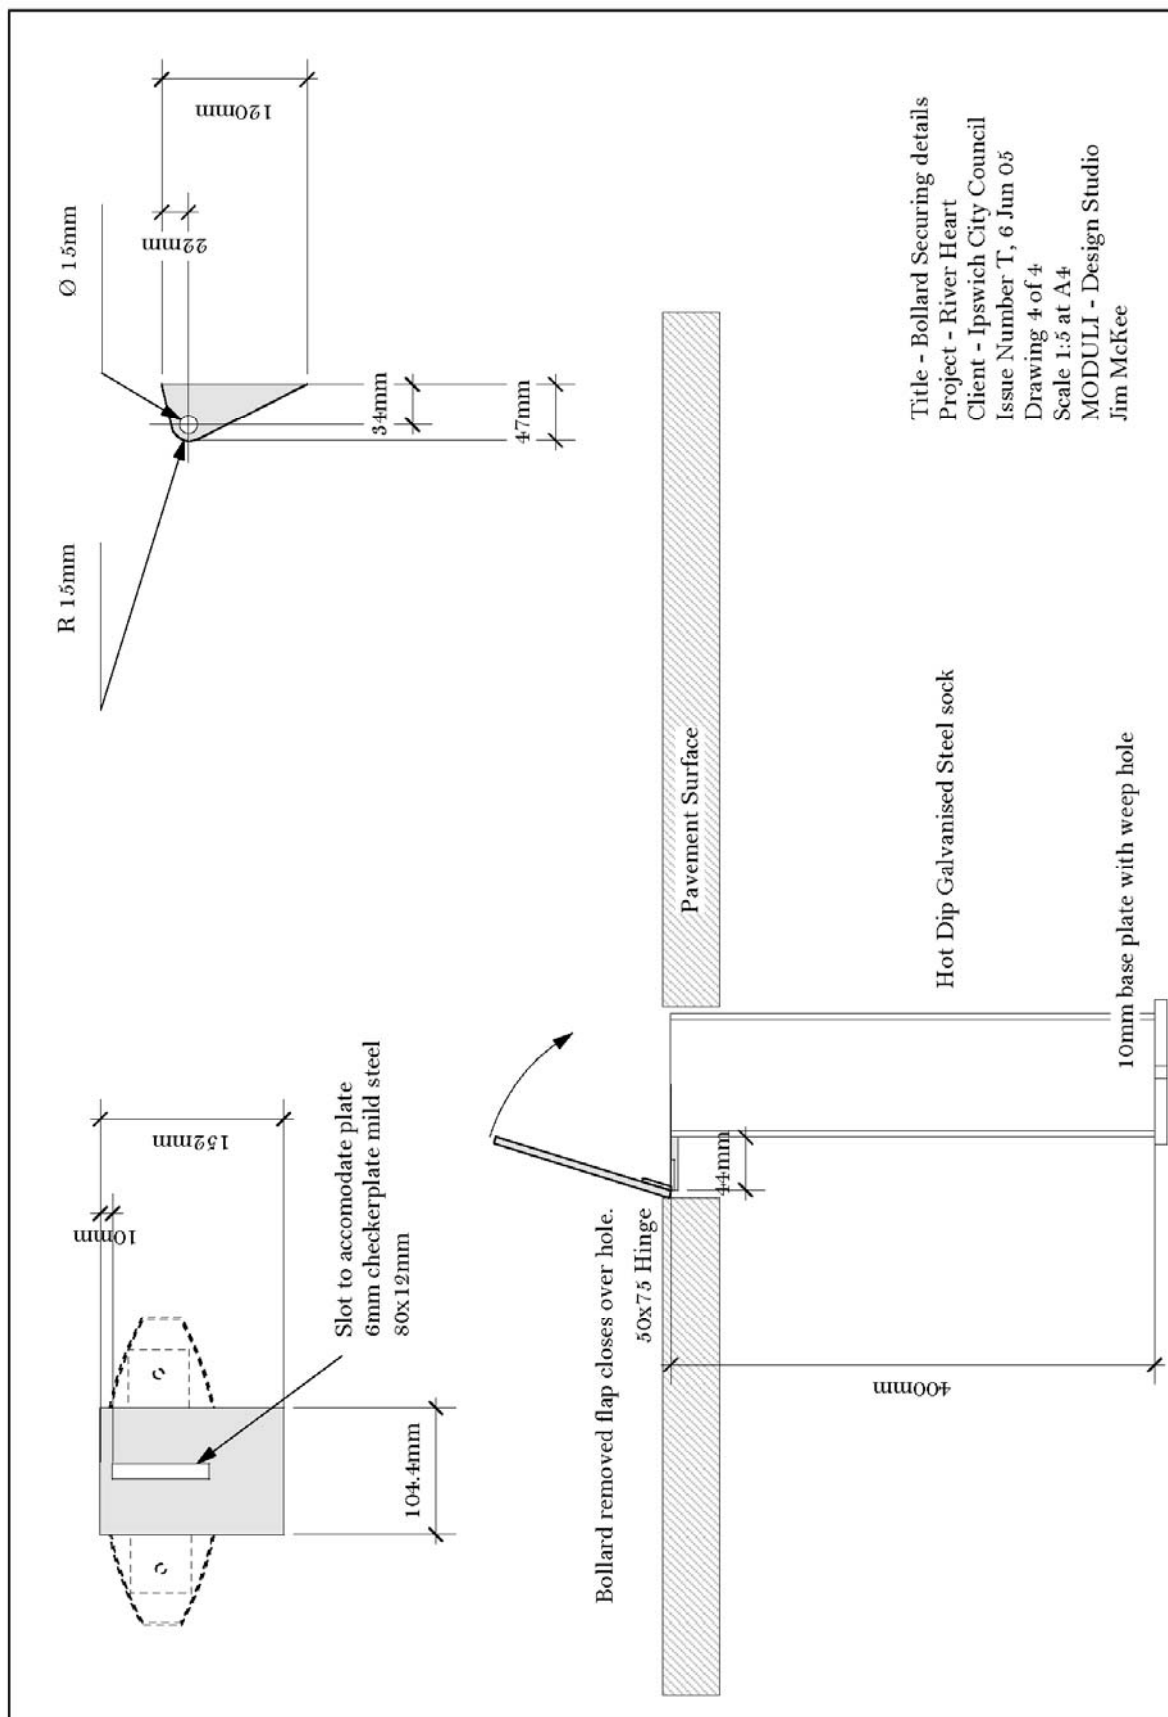 152mm
10mm
Slot to accomodate plate
6mm checkerplate mild steel
80x12mm
104.4mm
R 15mm
Ø 15mm
22mm
120mm
34mm
47mm
Bollard removed flap closes over hole.
50x75 Hinge
44mm
Pavement Surface
400mm
Hot Dip Galvanised Steel sock
10mm base plate with weep hole
Title - Bollard Securing details
Project - River Heart
Client - Ipswich City Council
Issue Number T, 6 Jun 05
Drawing 4 of 4
Scale 1:5 at A4
MODULI - Design Studio
Jim McKee